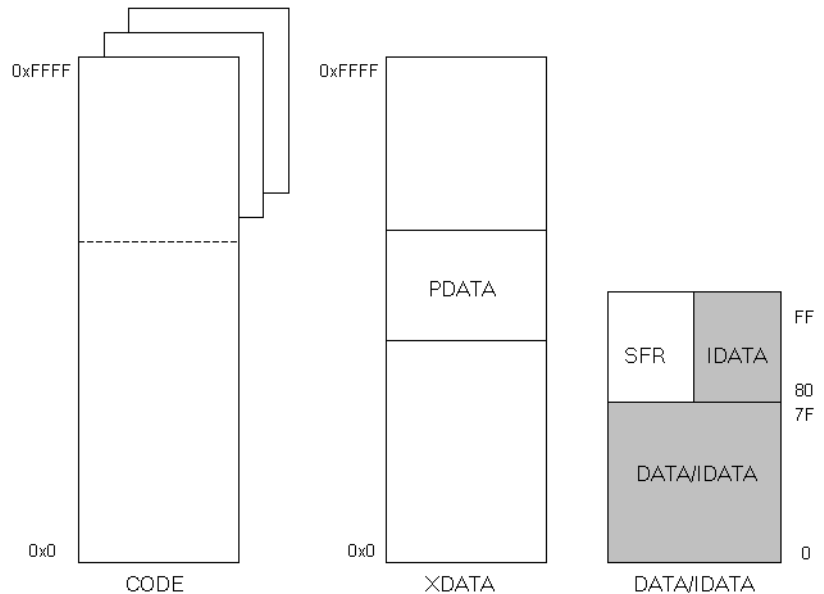 0xFFFF
0xFFFF
PDATA
FF
SFR
IDATA
80
7F
DATA/IDATA
0x0
0x0
0
CODE
XDATA
DATA/IDATA